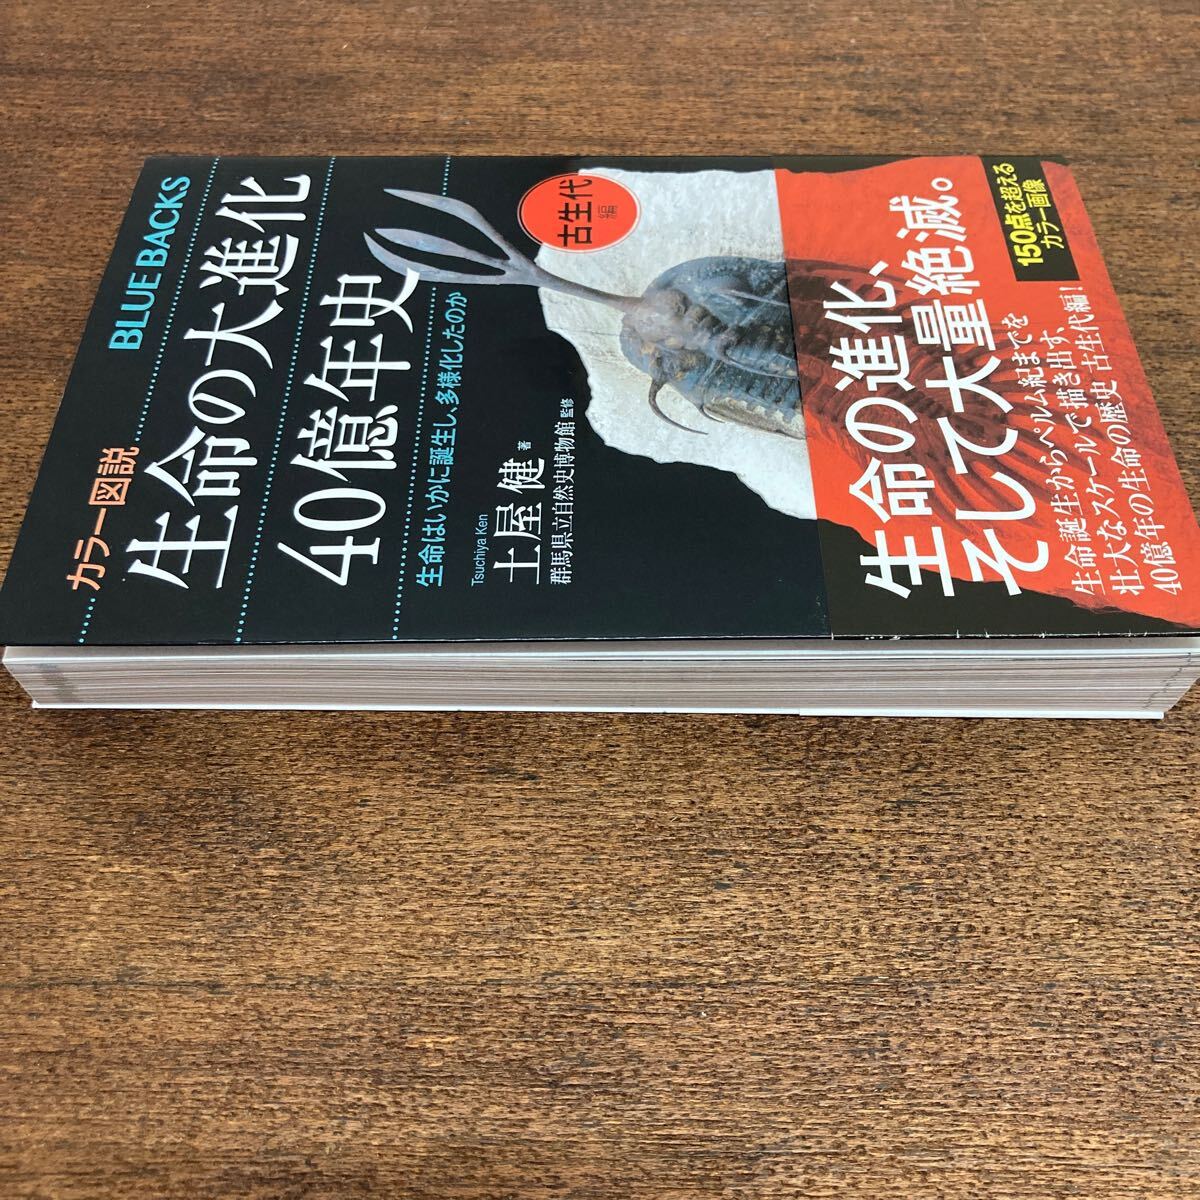 BLUE BACKS
カラー図説
生命の大進化
40億年史
古生代
編
生命はいかに誕生し、多様化したのか
Tsuchiya Ken
土屋 健 著
群馬県立自然史博物館 監修
生命の進化、
そして大量絶滅。
150点を超える
カラー画像
生命誕生からペルム紀までを
壮大なスケールで描き出す、
40億年の生命の歴史 古生代編!